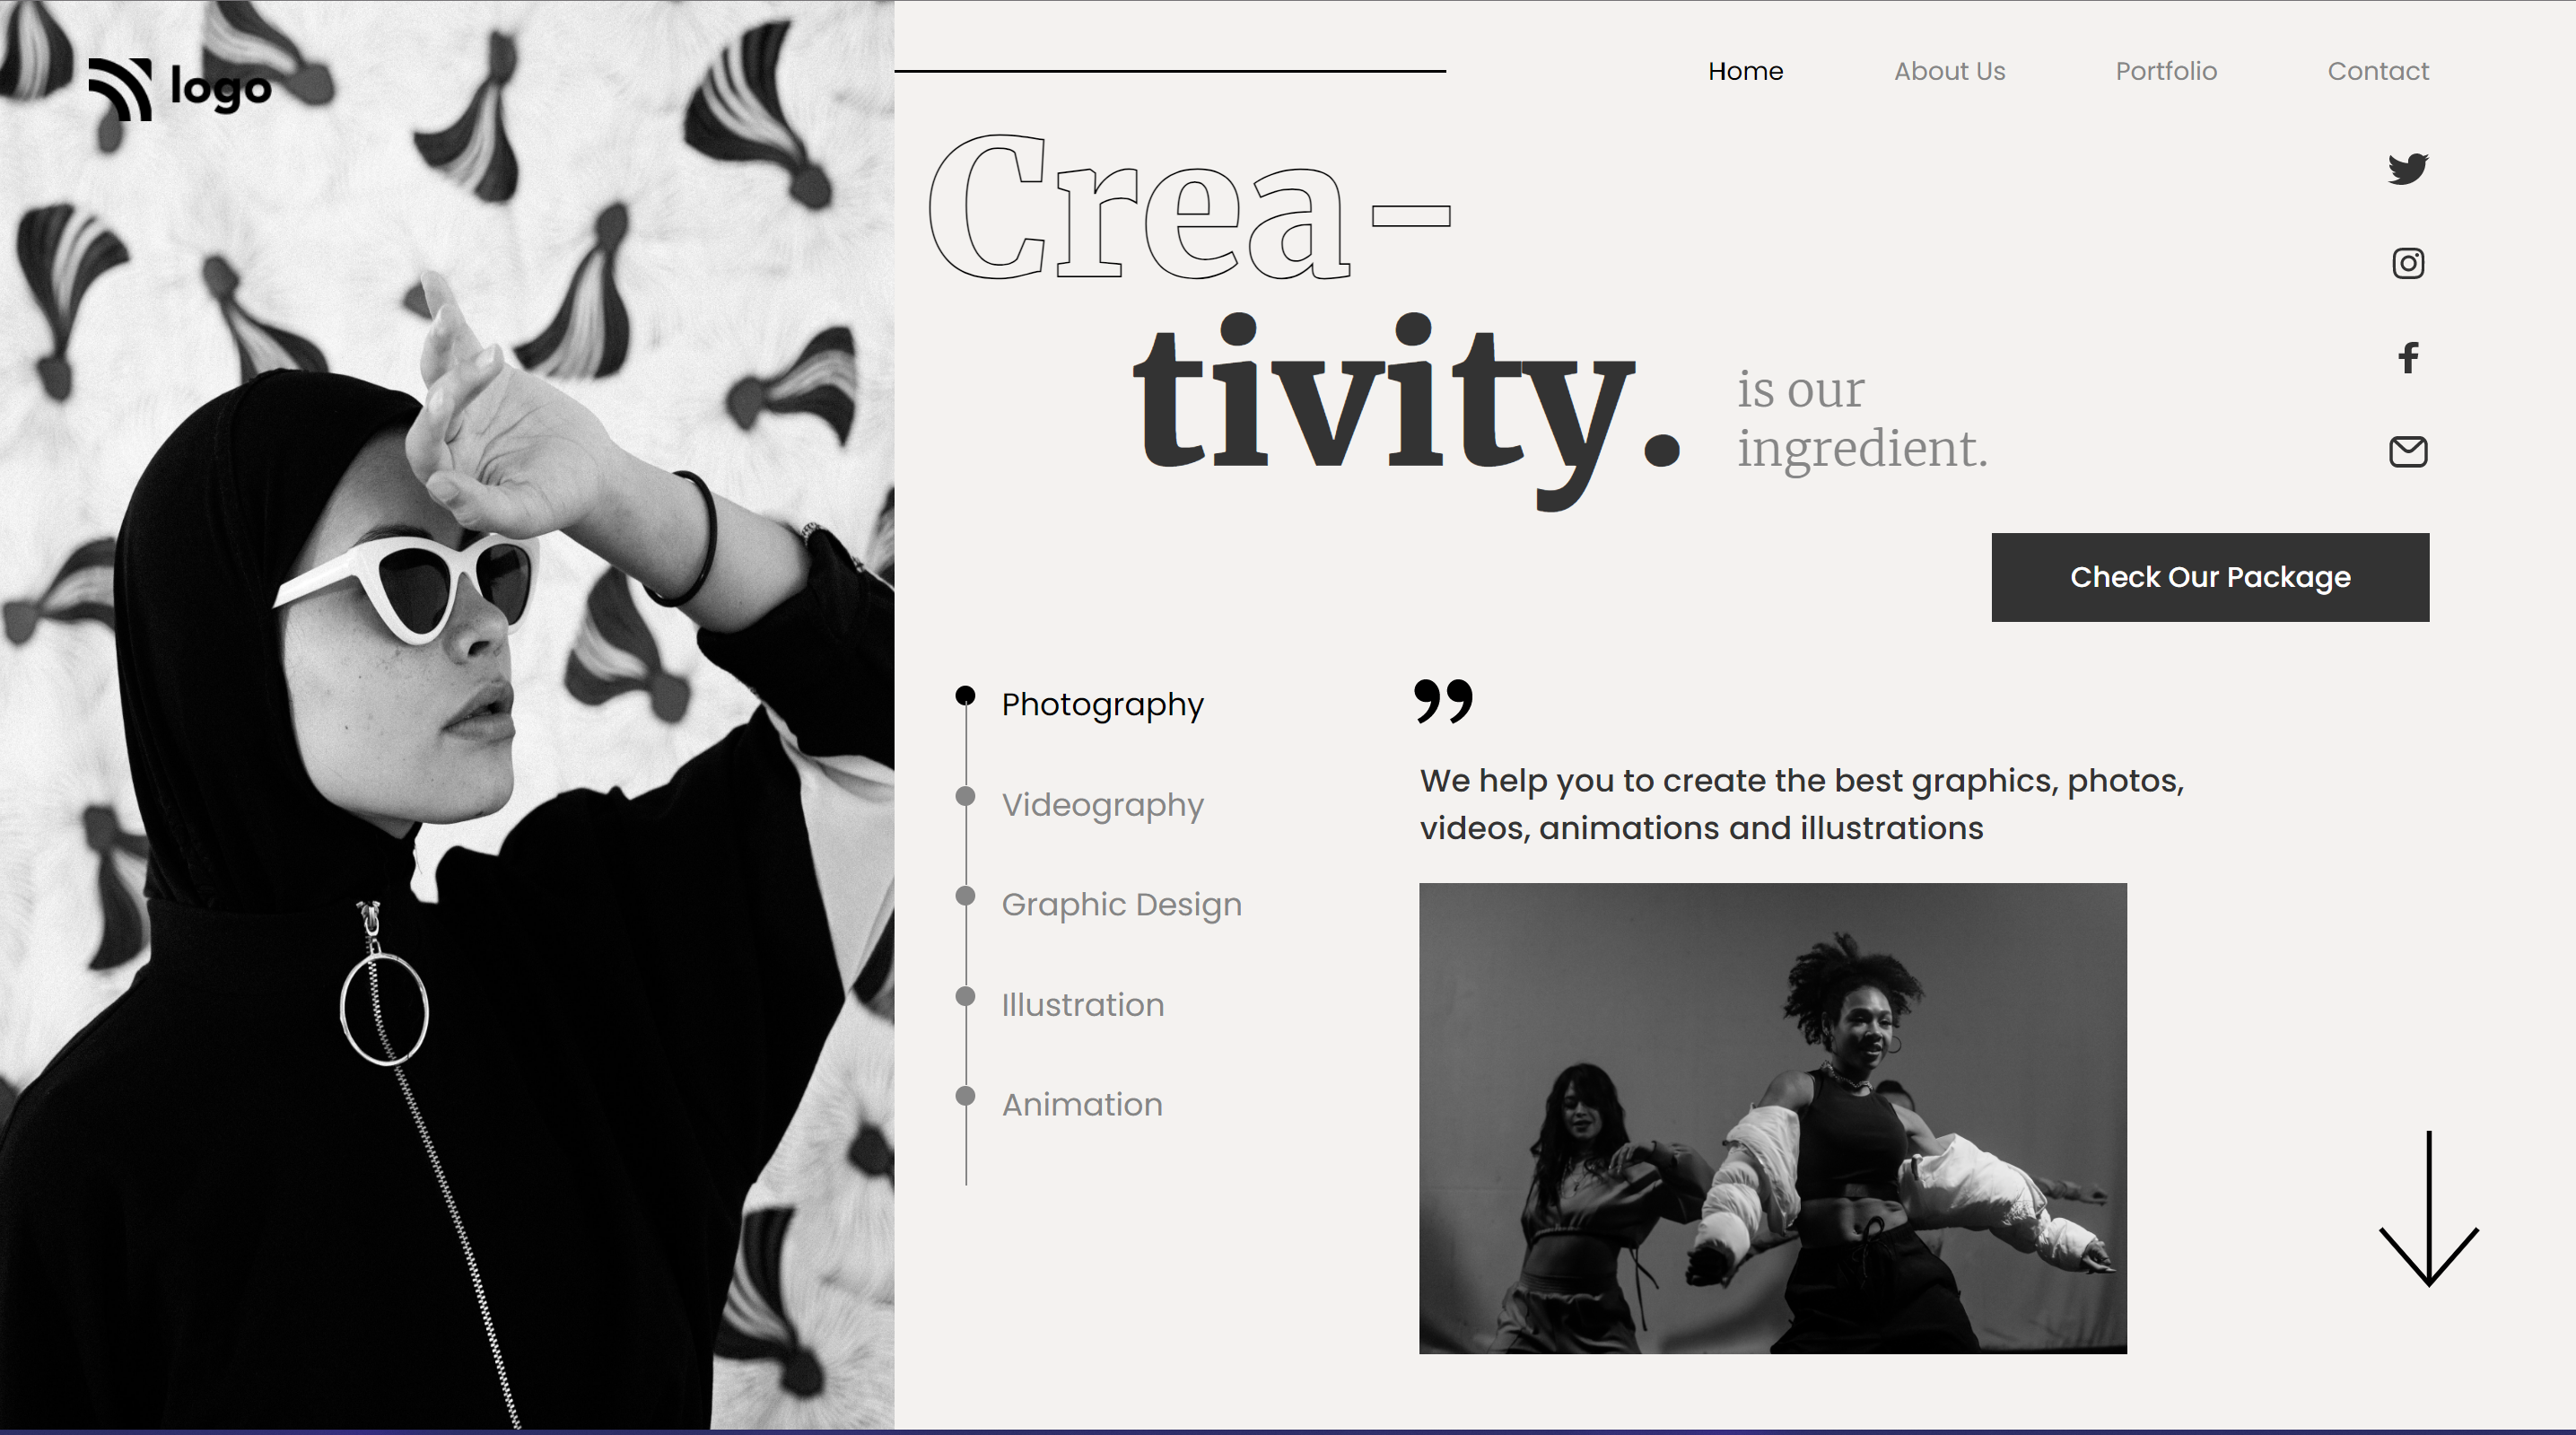 logo
Home About Us Portfolio Contact
Crea-
tivity.
is our
ingredient.
Check Our Package
Photography
Videography
Graphic Design
Illustration
Animation
”
We help you to create the best graphics, photos,
videos, animations and illustrations